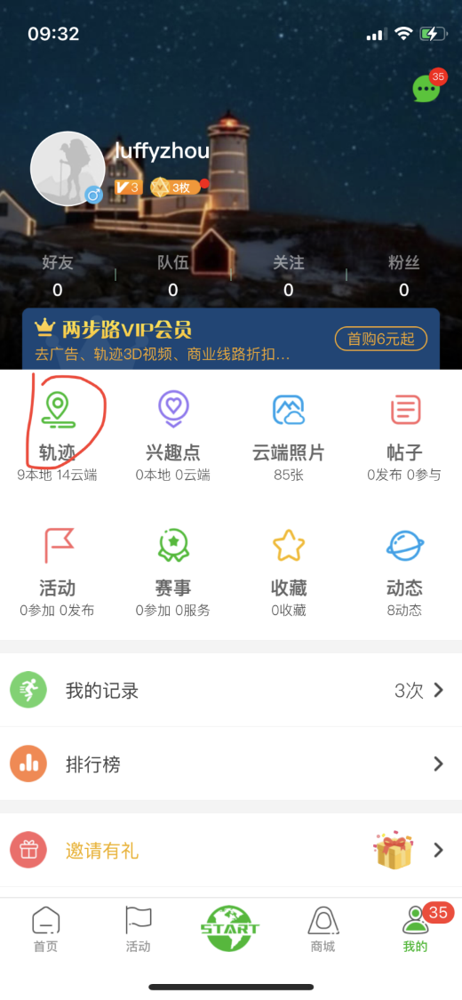 09:32
35
luffyzhou
V3
3枚
好友 队伍 关注 粉丝
0 0 0 0
两步路VIP会员
首购6元起
去广告、轨迹3D视频、商业线路折扣...
轨迹 兴趣点 云端照片 帖子
9本地 14云端 0本地 0云端 85张 0发布 0参与
活动 赛事 收藏 动态
0参加 0发布 0参加 0服务 0收藏 8动态
我的记录 3次
排行榜
邀请有礼
START
35
首页 活动 商城 我的